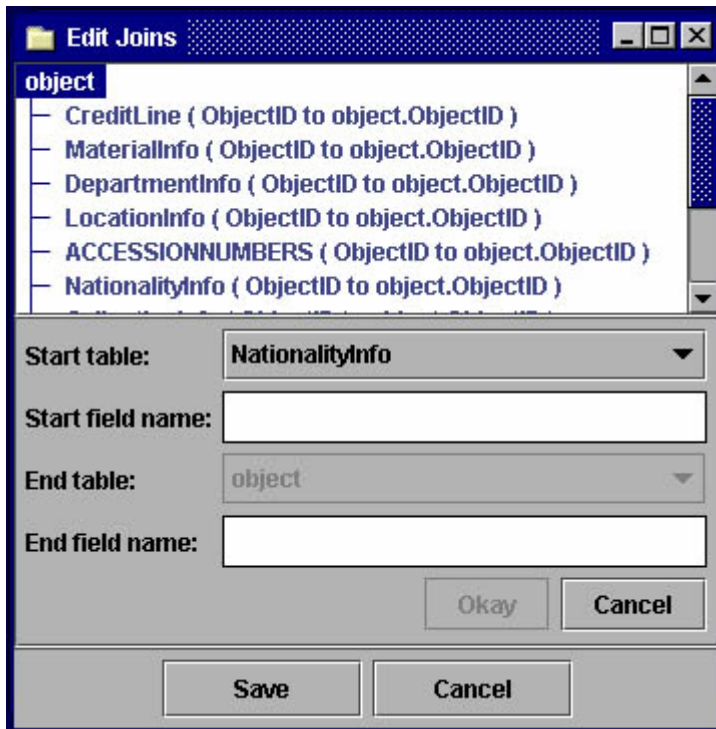 Edit Joins
object
CreditLine ( ObjectID to object.ObjectID )
MaterialInfo ( ObjectID to object.ObjectID )
DepartmentInfo ( ObjectID to object.ObjectID )
LocationInfo ( ObjectID to object.ObjectID )
ACCESSIONNUMBERS ( ObjectID to object.ObjectID )
NationalityInfo ( ObjectID to object.ObjectID )
Start table: NationalityInfo
Start field name:
End table: object
End field name:
Okay Cancel
Save Cancel